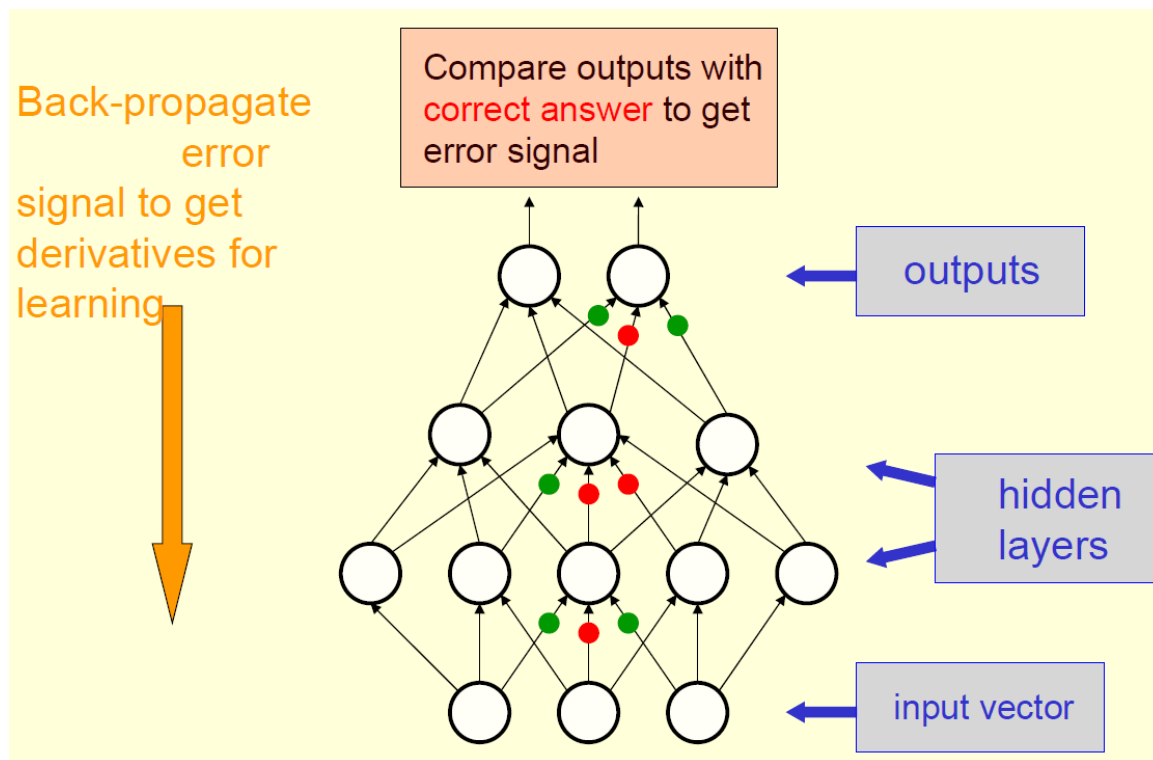 Back-propagate
error
signal to get
derivatives for
learning
Compare outputs with
correct answer to get
error signal
outputs
hidden
layers
input vector